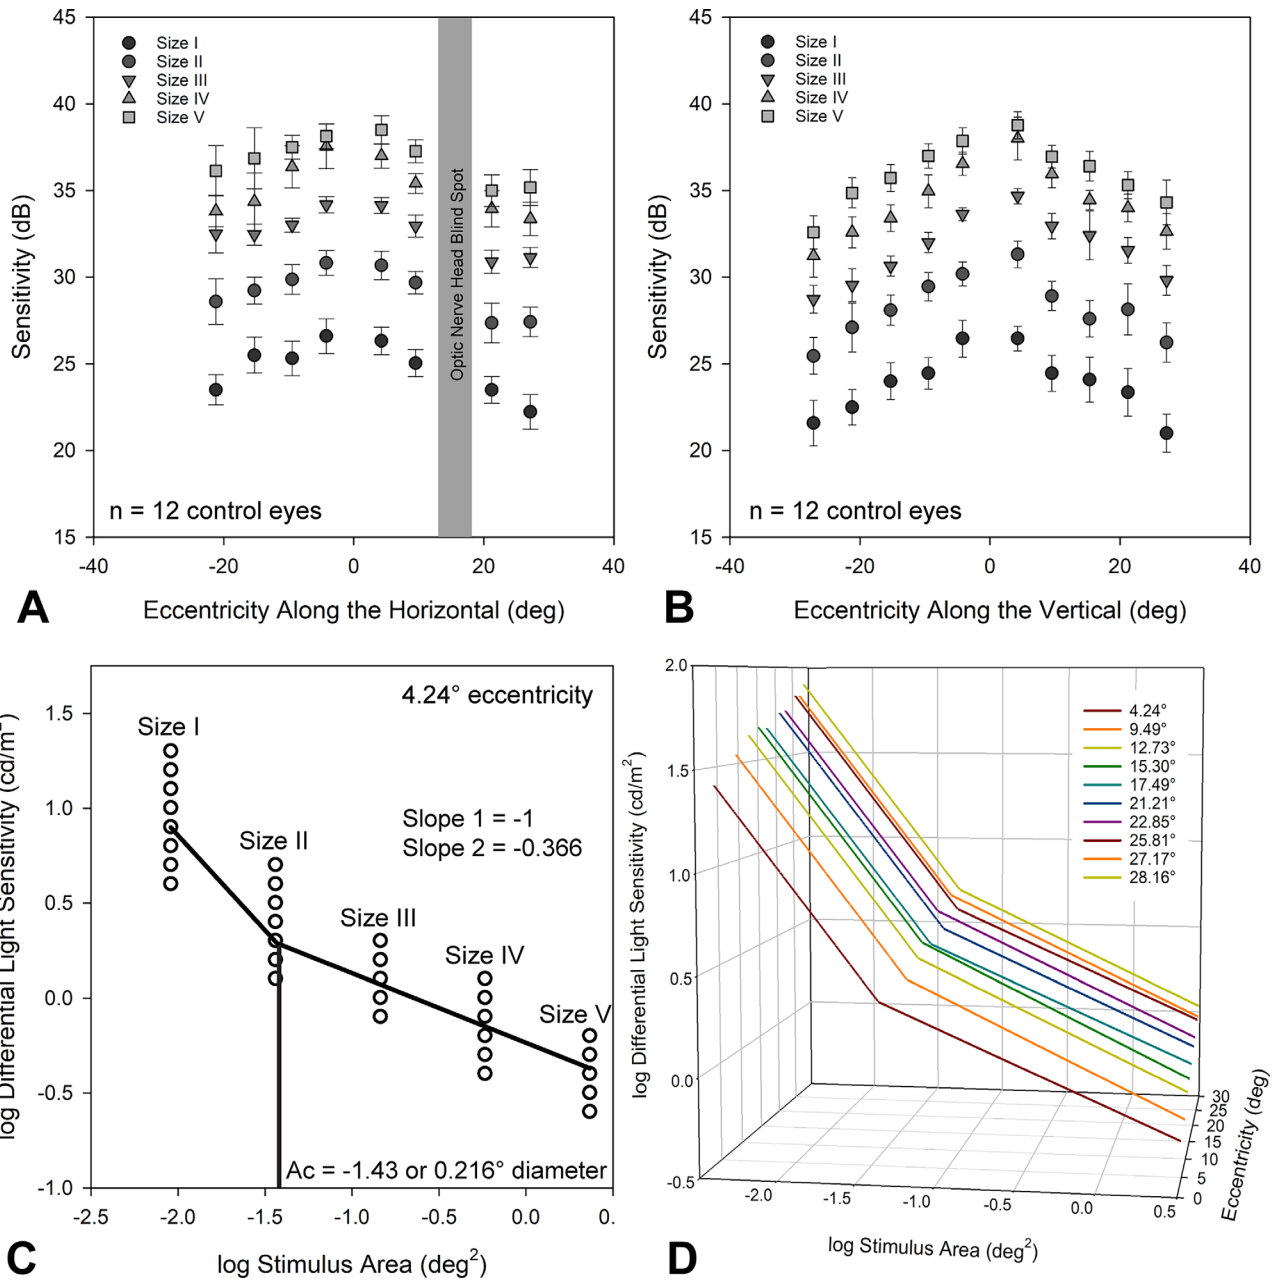 45
40
35
30
25
20
15
Sensitivity (dB)
Size I
Size II
Size III
Size IV
Size V
Optic Nerve Head Blind Spot
n = 12 control eyes
-40 -20 0 20 40
Eccentricity Along the Horizontal (deg)
A
45
40
35
30
25
20
15
Sensitivity (dB)
Size I
Size II
Size III
Size IV
Size V
n = 12 control eyes
-40 -20 0 20 40
Eccentricity Along the Vertical (deg)
B
log Differential Light Sensitivity (cd/m²)
1.5
1.0
0.5
0.0
-0.5
-1.0
4.24° eccentricity
Size I
Size II
Size III
Size IV
Size V
Slope 1 = -1
Slope 2 = -0.366
Ac = -1.43 or 0.216° diameter
-2.5 -2.0 -1.5 -1.0 -0.5 0.0 0.
log Stimulus Area (deg²)
C
log Differential Light Sensitivity (cd/m²)
2.0
1.5
1.0
0.5
0.0
-0.5
4.24°
9.49°
12.73°
15.30°
17.49°
21.21°
22.85°
25.81°
27.17°
28.16°
30
25
20
15
10
5
0
Eccentricity (deg)
-2.0 -1.5 -1.0 -0.5 0.0 0.5
log Stimulus Area (deg²)
D